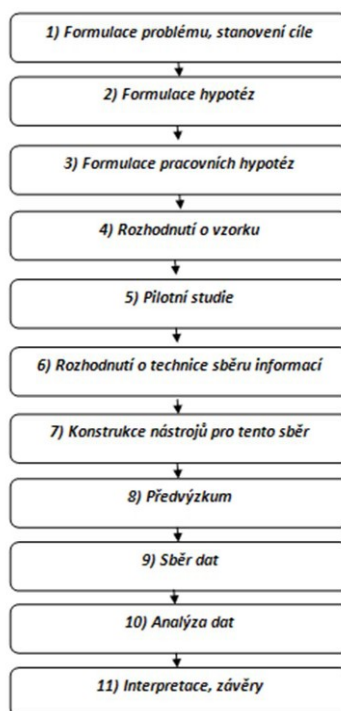 1) Formulace problému, stanovení cíle
2) Formulace hypotéz
3) Formulace pracovních hypotéz
4) Rozhodnutí o vzorku
5) Pilotní studie
6) Rozhodnutí o technice sběru informací
7) Konstrukce nástrojů pro tento sběr
8) Předvýzkum
9) Sběr dat
10) Analýza dat
11) Interpretace, závěry